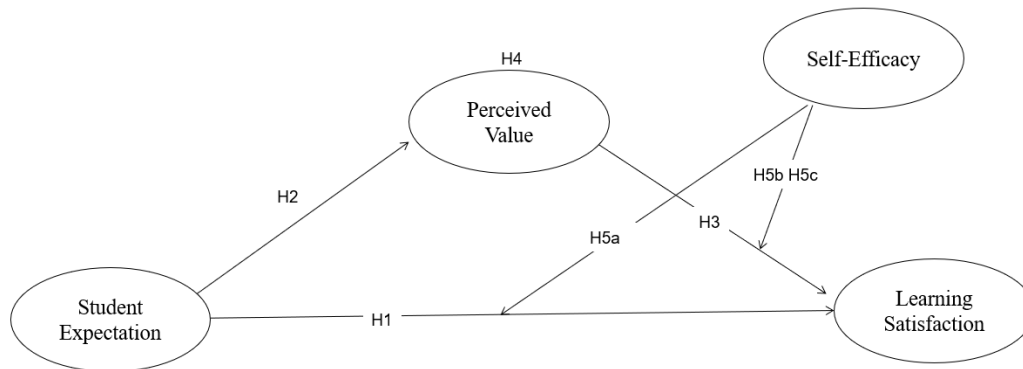 H4
Self-Efficacy
Perceived
Value
H5b H5c
H2
H3
H5a
Student
Expectation
H1
Learning
Satisfaction